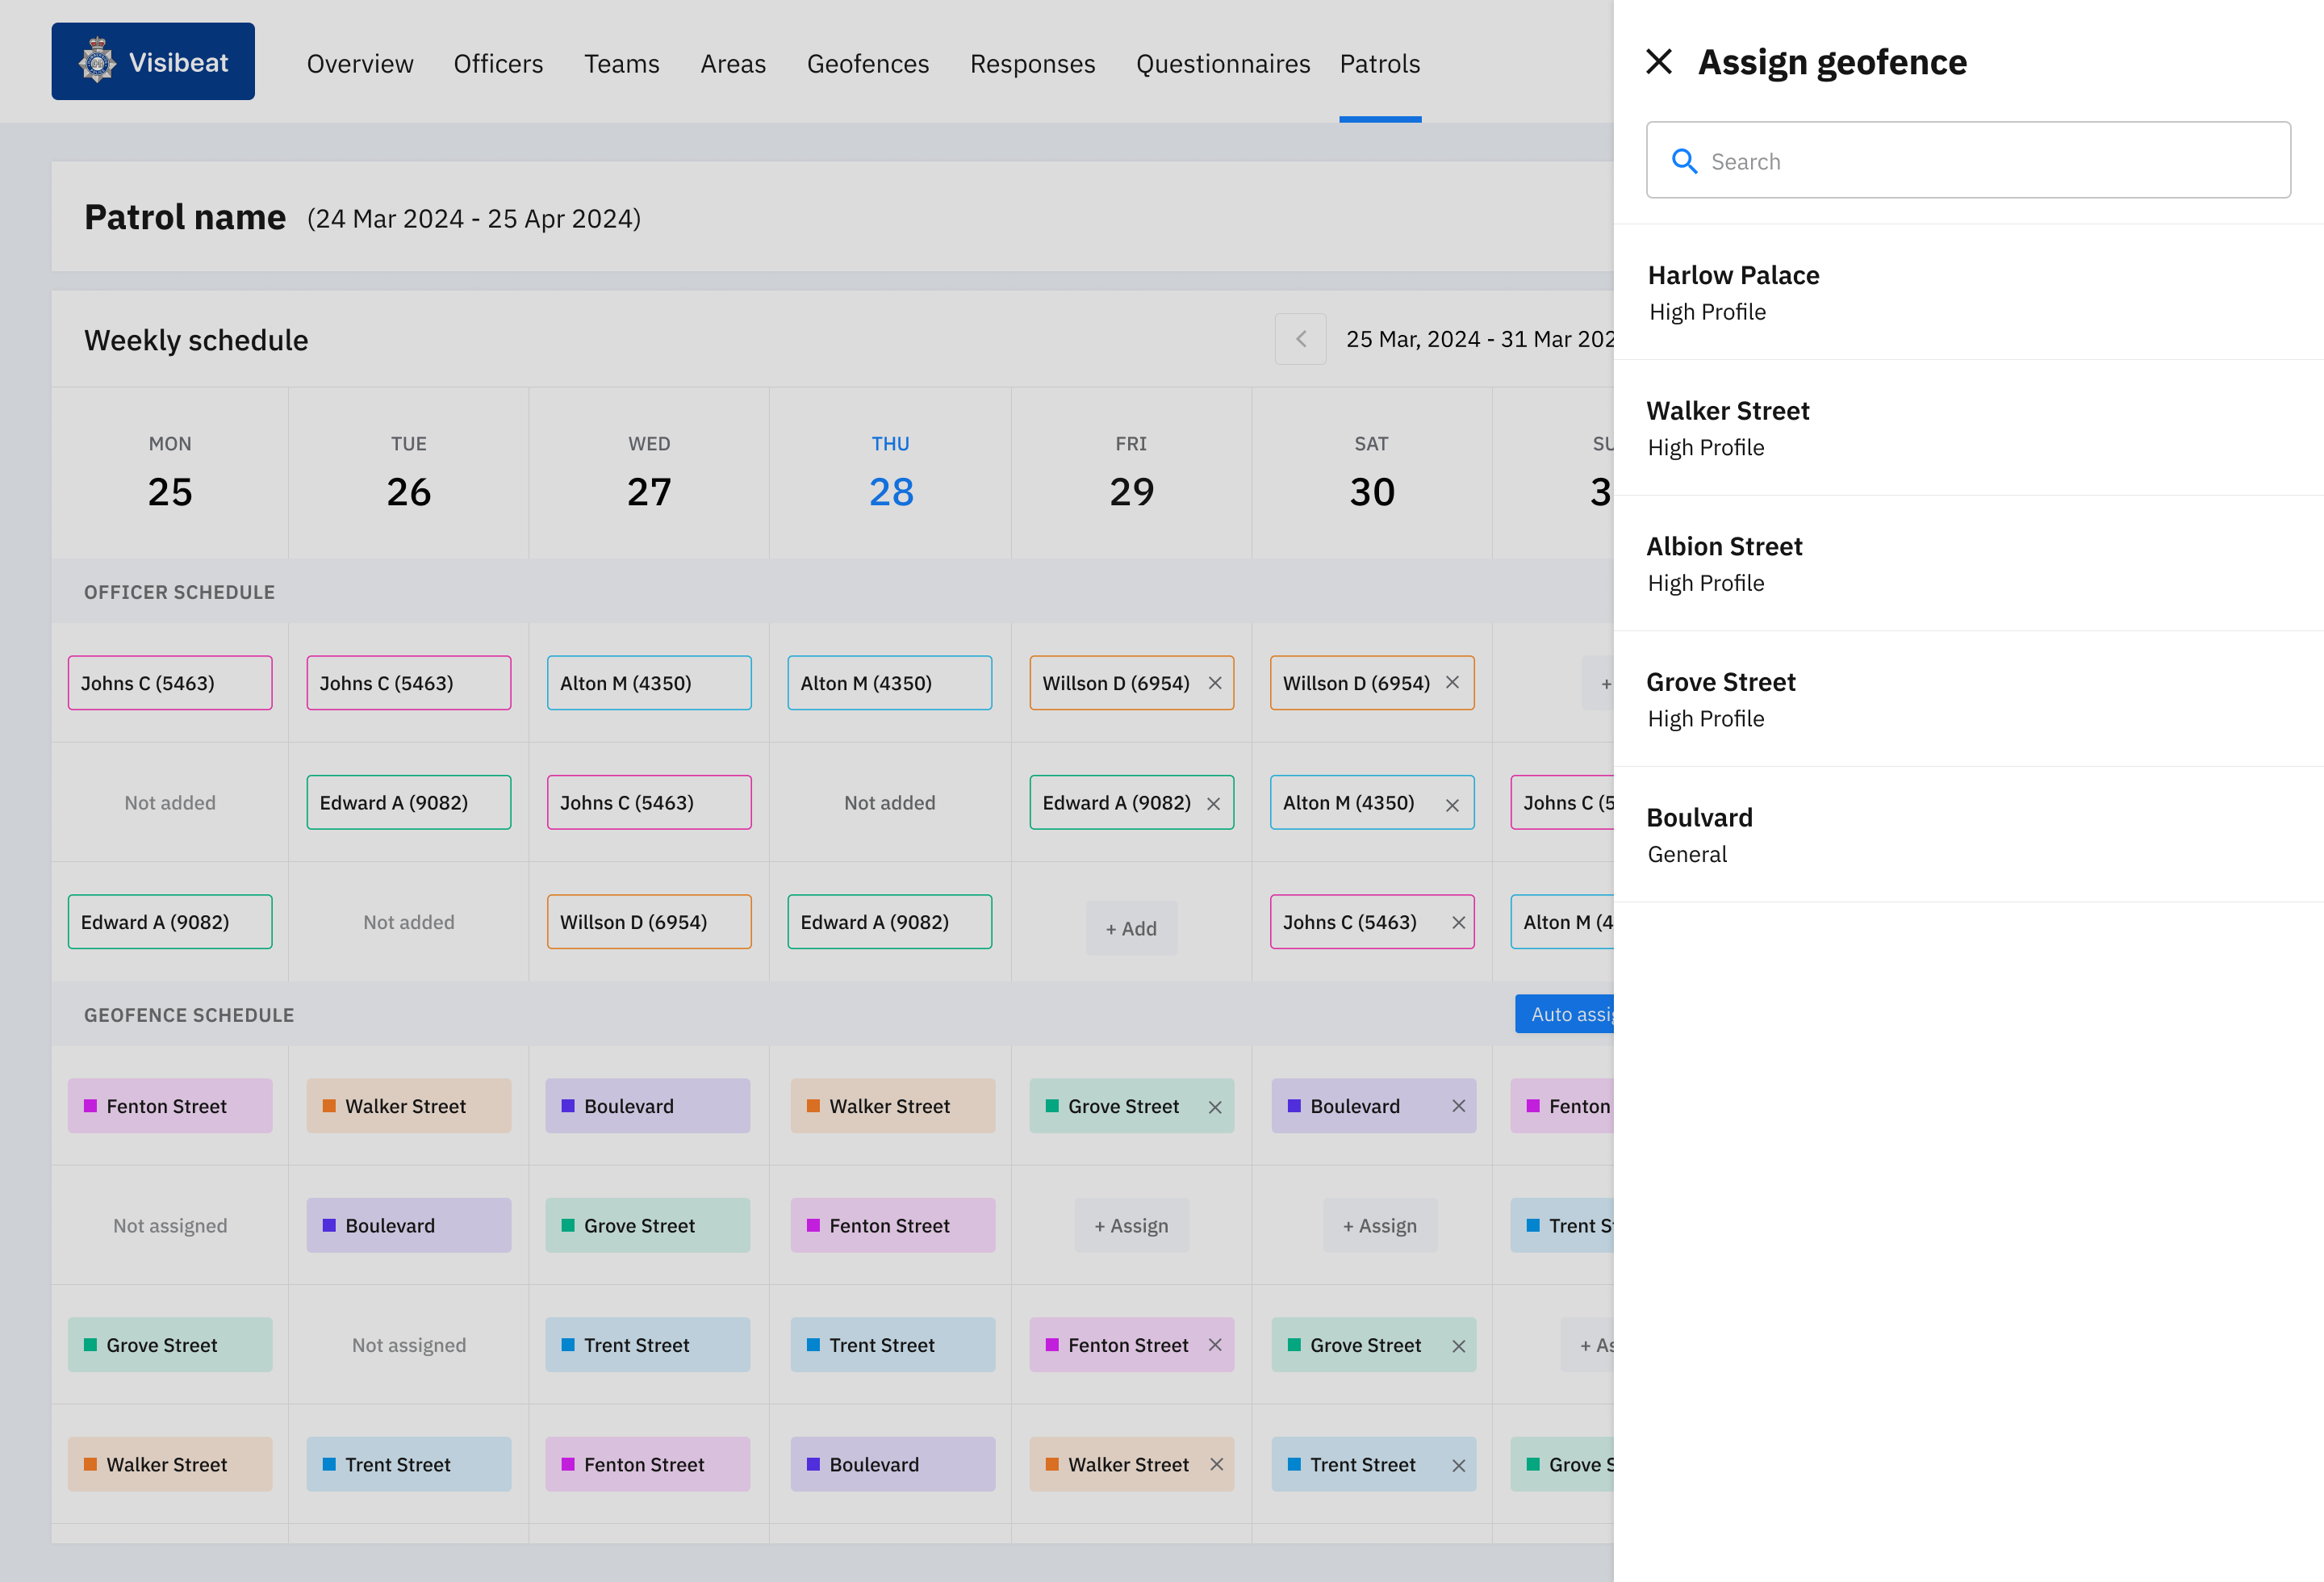 Visibeat
Overview Officers Teams Areas Geofences Responses Questionnaires Patrols
Patrol name (24 Mar 2024 - 25 Apr 2024)
Weekly schedule
25 Mar, 2024 - 31 Mar 202
MON TUE WED THU FRI SAT SU
25 26 27 28 29 30 3
OFFICER SCHEDULE
Johns C (5463) Johns C (5463) Alton M (4350) Alton M (4350) Willson D (6954) Willson D (6954) +
Not added Edward A (9082) Johns C (5463) Not added Edward A (9082) Alton M (4350) Johns C (5
Edward A (9082) Not added Willson D (6954) Edward A (9082) + Add Johns C (5463) Alton M (4
GEOFENCE SCHEDULE Auto assig
Fenton Street Walker Street Boulevard Walker Street Grove Street Boulevard Fenton
Not assigned Boulevard Grove Street Fenton Street + Assign + Assign Trent S
Grove Street Not assigned Trent Street Trent Street Fenton Street Grove Street + As
Walker Street Trent Street Fenton Street Boulevard Walker Street Trent Street Grove S
Assign geofence
Search
Harlow Palace
High Profile
Walker Street
High Profile
Albion Street
High Profile
Grove Street
High Profile
Boulvard
General